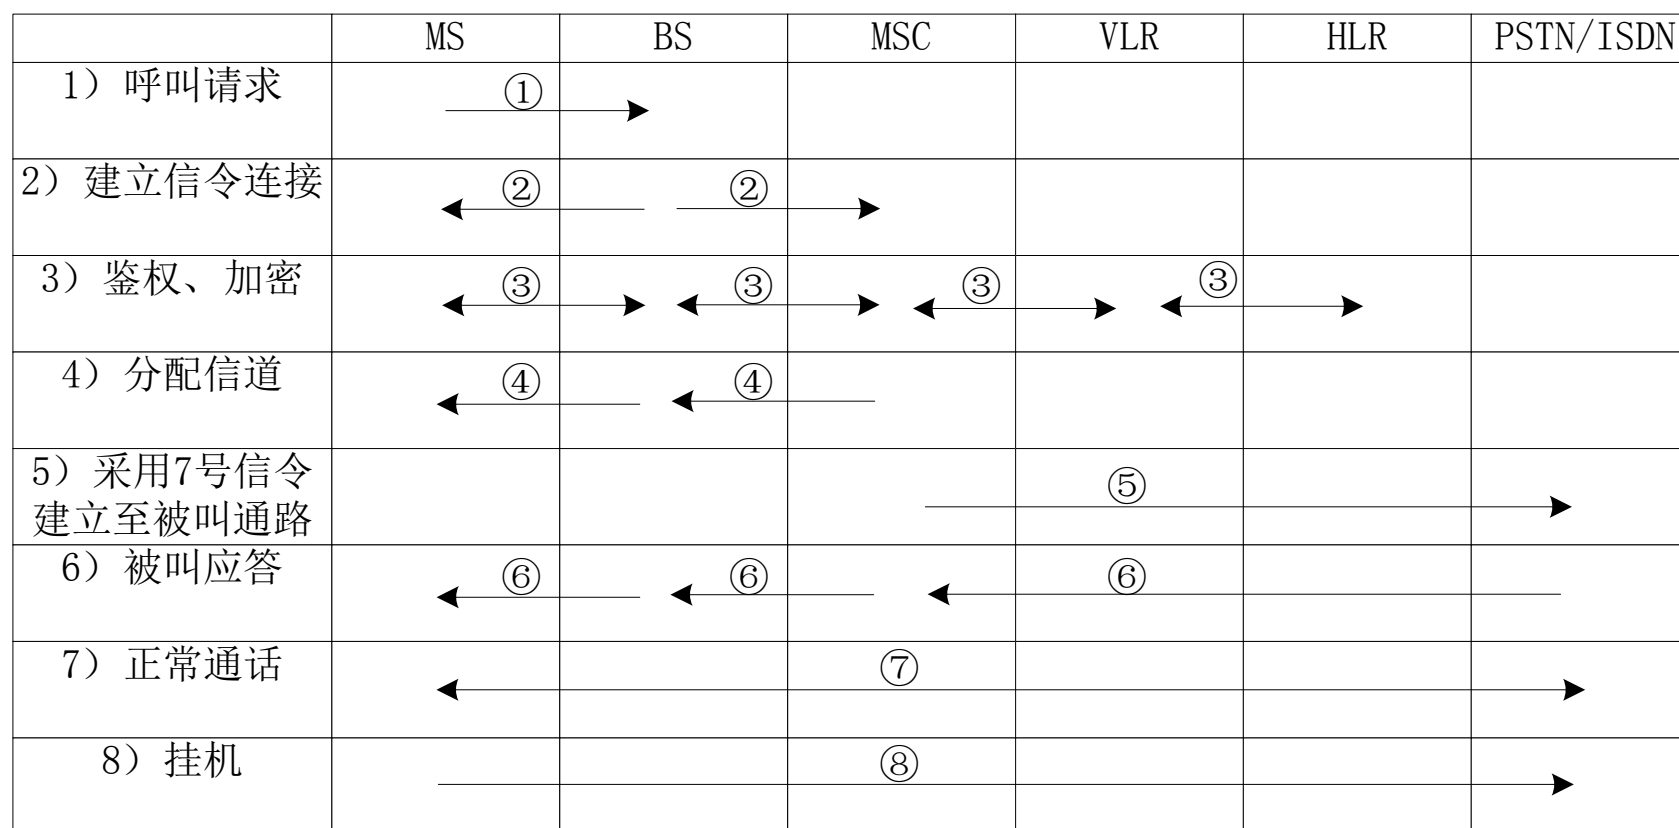 MS BS MSC VLR HLR PSTN/ISDN
1）呼叫请求 ①
2）建立信令连接 ② ②
3）鉴权、加密 ③ ③ ③ ③
4）分配信道 ④ ④
5）采用7号信令
建立至被叫通路 ⑤
6）被叫应答 ⑥ ⑥ ⑥
7）正常通话 ⑦
8）挂机 ⑧